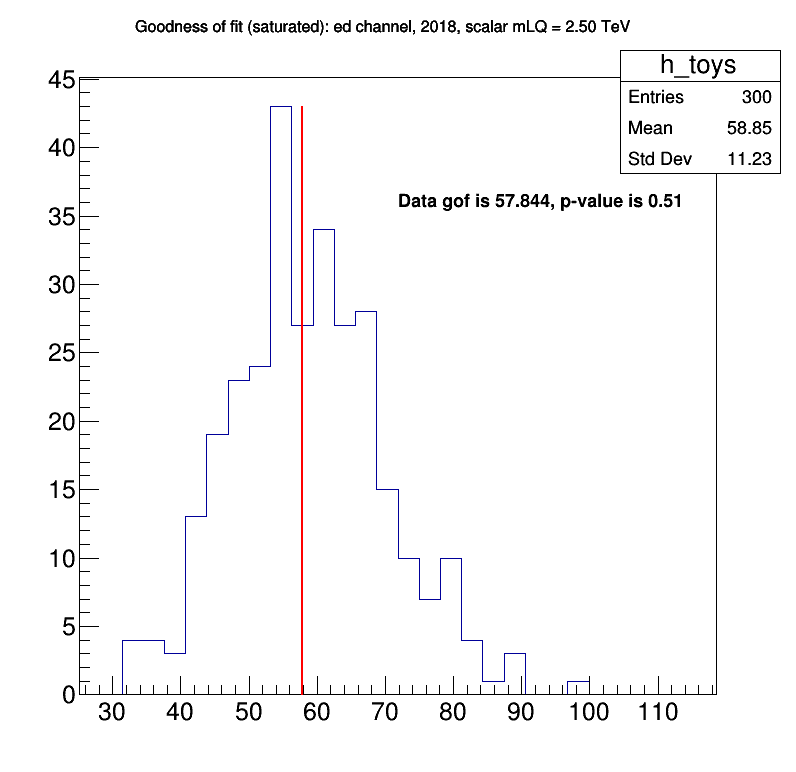 Goodness of fit (saturated): ed channel, 2018, scalar mLQ = 2.50 TeV
h_toys
Entries 300
Mean 58.85
Std Dev 11.23
Data gof is 57.844, p-value is 0.51
45
40
35
30
25
20
15
10
5
0
30 40 50 60 70 80 90 100 110